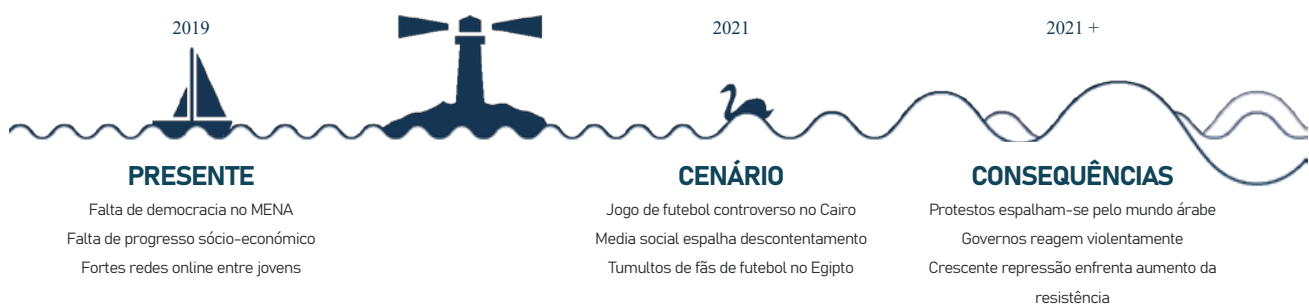 2019
2021
2021 +
PRESENTE
Falta de democracia no MENA
Falta de progresso sócio-económico
Fortes redes online entre jovens
CENÁRIO
Jogo de futebol controverso no Cairo
Media social espalha descontentamento
Tumultos de fãs de futebol no Egipto
CONSEQUÊNCIAS
Protestos espalham-se pelo mundo árabe
Governos reagem violentamente
Crescente repressão enfrenta aumento da
resistência